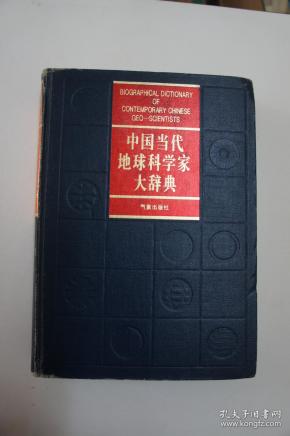 BIOGRAPHICAL DICTIONARY
OF
CONTEMPORARY CHINESE
GEO-SCIENTISTS
中国当代
地球科学家
大辞典
气象出版社
孔夫子旧书网